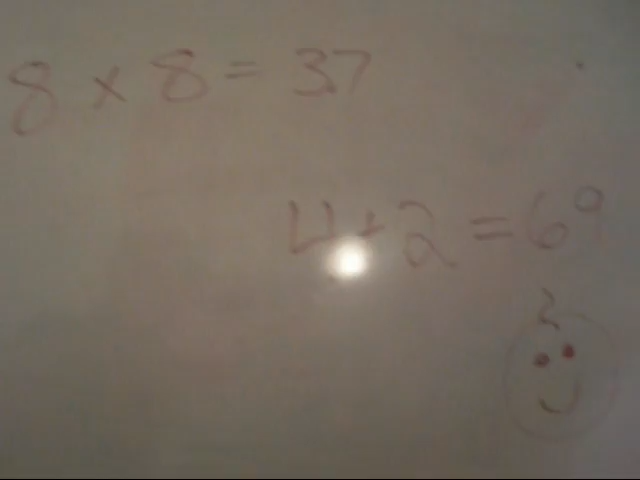 8 x 8 = 37
4+2=69